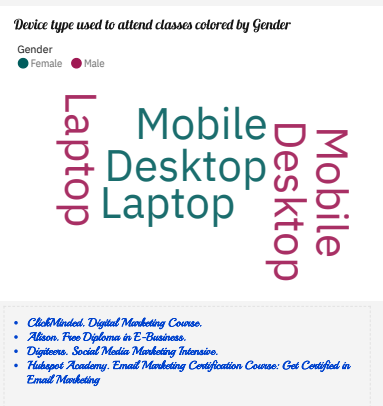 Device type used to attend classes colored by Gender
Gender
Female Male
Laptop
Mobile
Desktop
Laptop
Desktop
Mobile
• ClickMinded. Digital Marketing Course.
• Alison. Free Diploma in E-Business.
• Digiteers. Social Media Marketing Intensive.
• Hubspot Academy. Email Marketing Certification Course: Get Certified in
Email Marketing